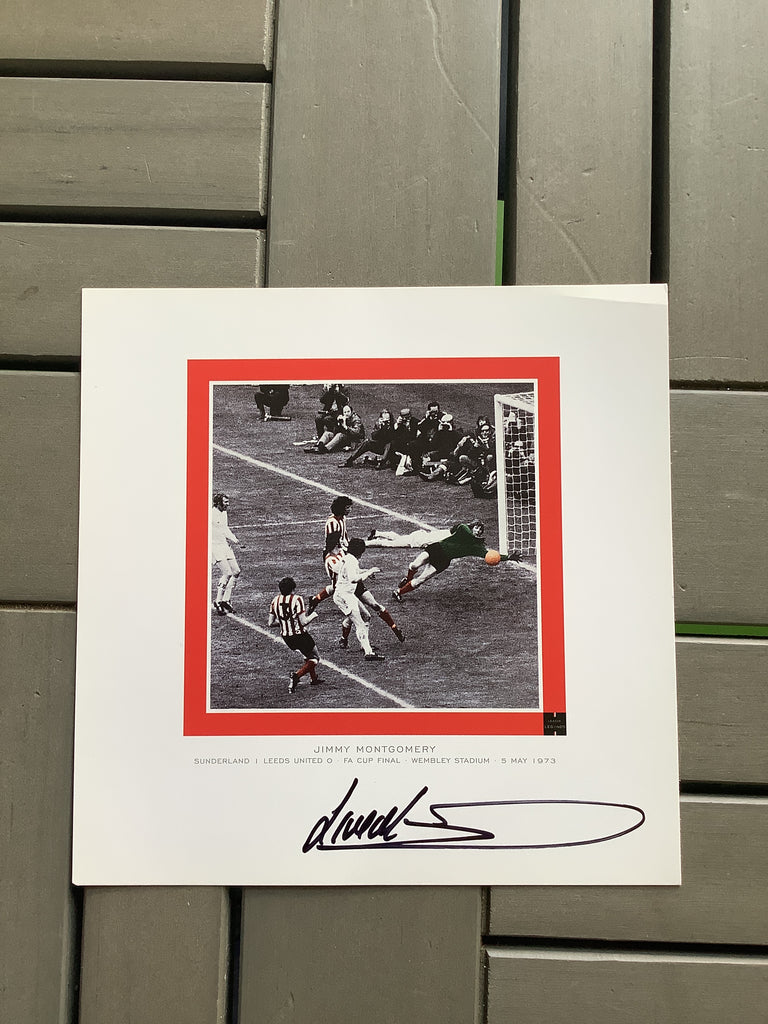 JIMMY MONTGOMERY
SUNDERLAND 1 LEEDS UNITED 0 · FA CUP FINAL · WEMBLEY STADIUM · 5 MAY 1973